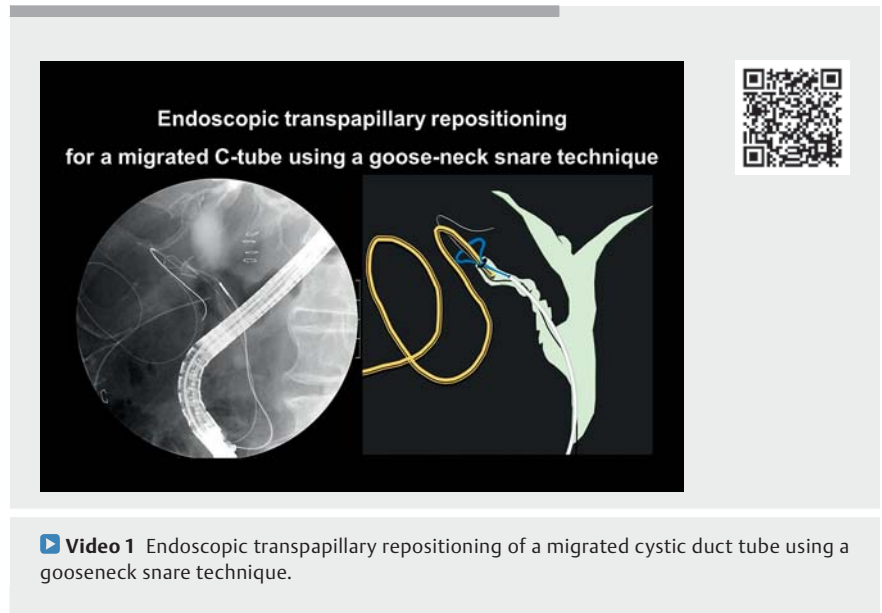 Endoscopic transpapillary repositioning
for a migrated C-tube using a goose-neck snare technique
Video 1 Endoscopic transpapillary repositioning of a migrated cystic duct tube using a
gooseneck snare technique.